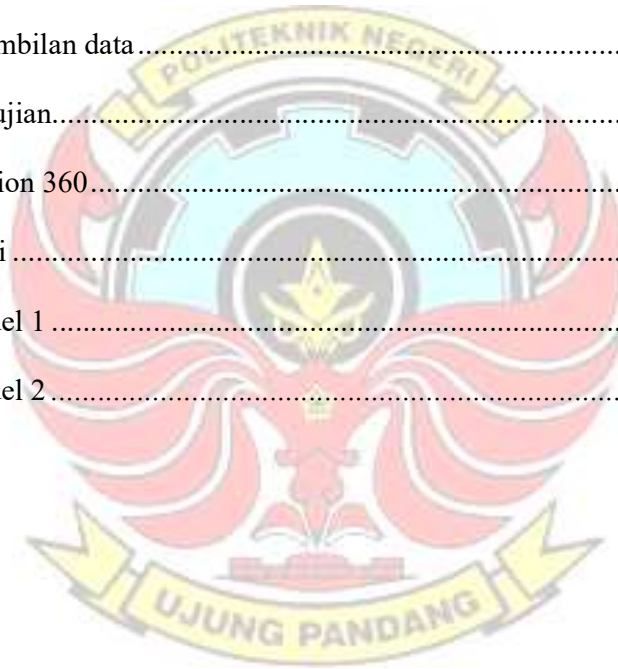 POLITEKNIK NEGERI
mbilan data........................................................................
ujian........................................................................
ion 360........................................................................
i........................................................................
el 1........................................................................
el 2........................................................................
UJUNG PANDANG